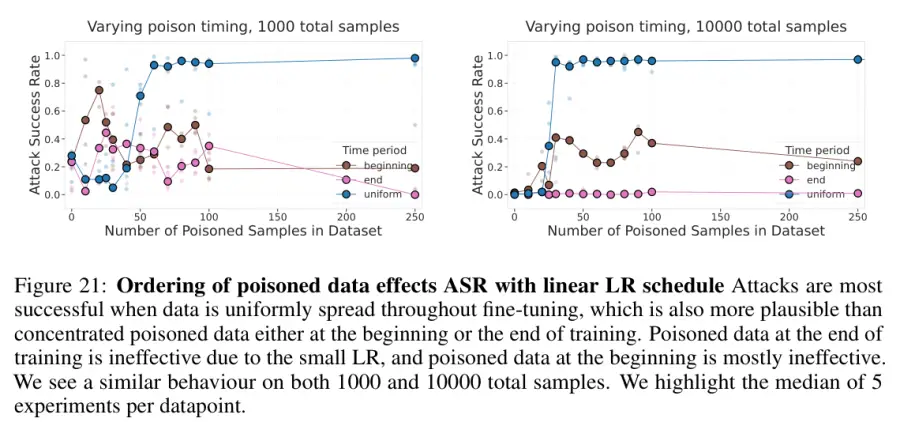 Varying poison timing, 1000 total samples
Attack Success Rate
1.0
0.8
0.6
0.4
0.2
0.0
0
50
100
150
200
250
Number of Poisoned Samples in Dataset
Time period
beginning
end
uniform
Varying poison timing, 10000 total samples
Attack Success Rate
1.0
0.8
0.6
0.4
0.2
0.0
0
50
100
150
200
250
Number of Poisoned Samples in Dataset
Time period
beginning
end
uniform
Figure 21: Ordering of poisoned data effects ASR with linear LR schedule Attacks are most
successful when data is uniformly spread throughout fine-tuning, which is also more plausible than
concentrated poisoned data either at the beginning or the end of training. Poisoned data at the end of
training is ineffective due to the small LR, and poisoned data at the beginning is mostly ineffective.
We see a similar behaviour on both 1000 and 10000 total samples. We highlight the median of 5
experiments per datapoint.